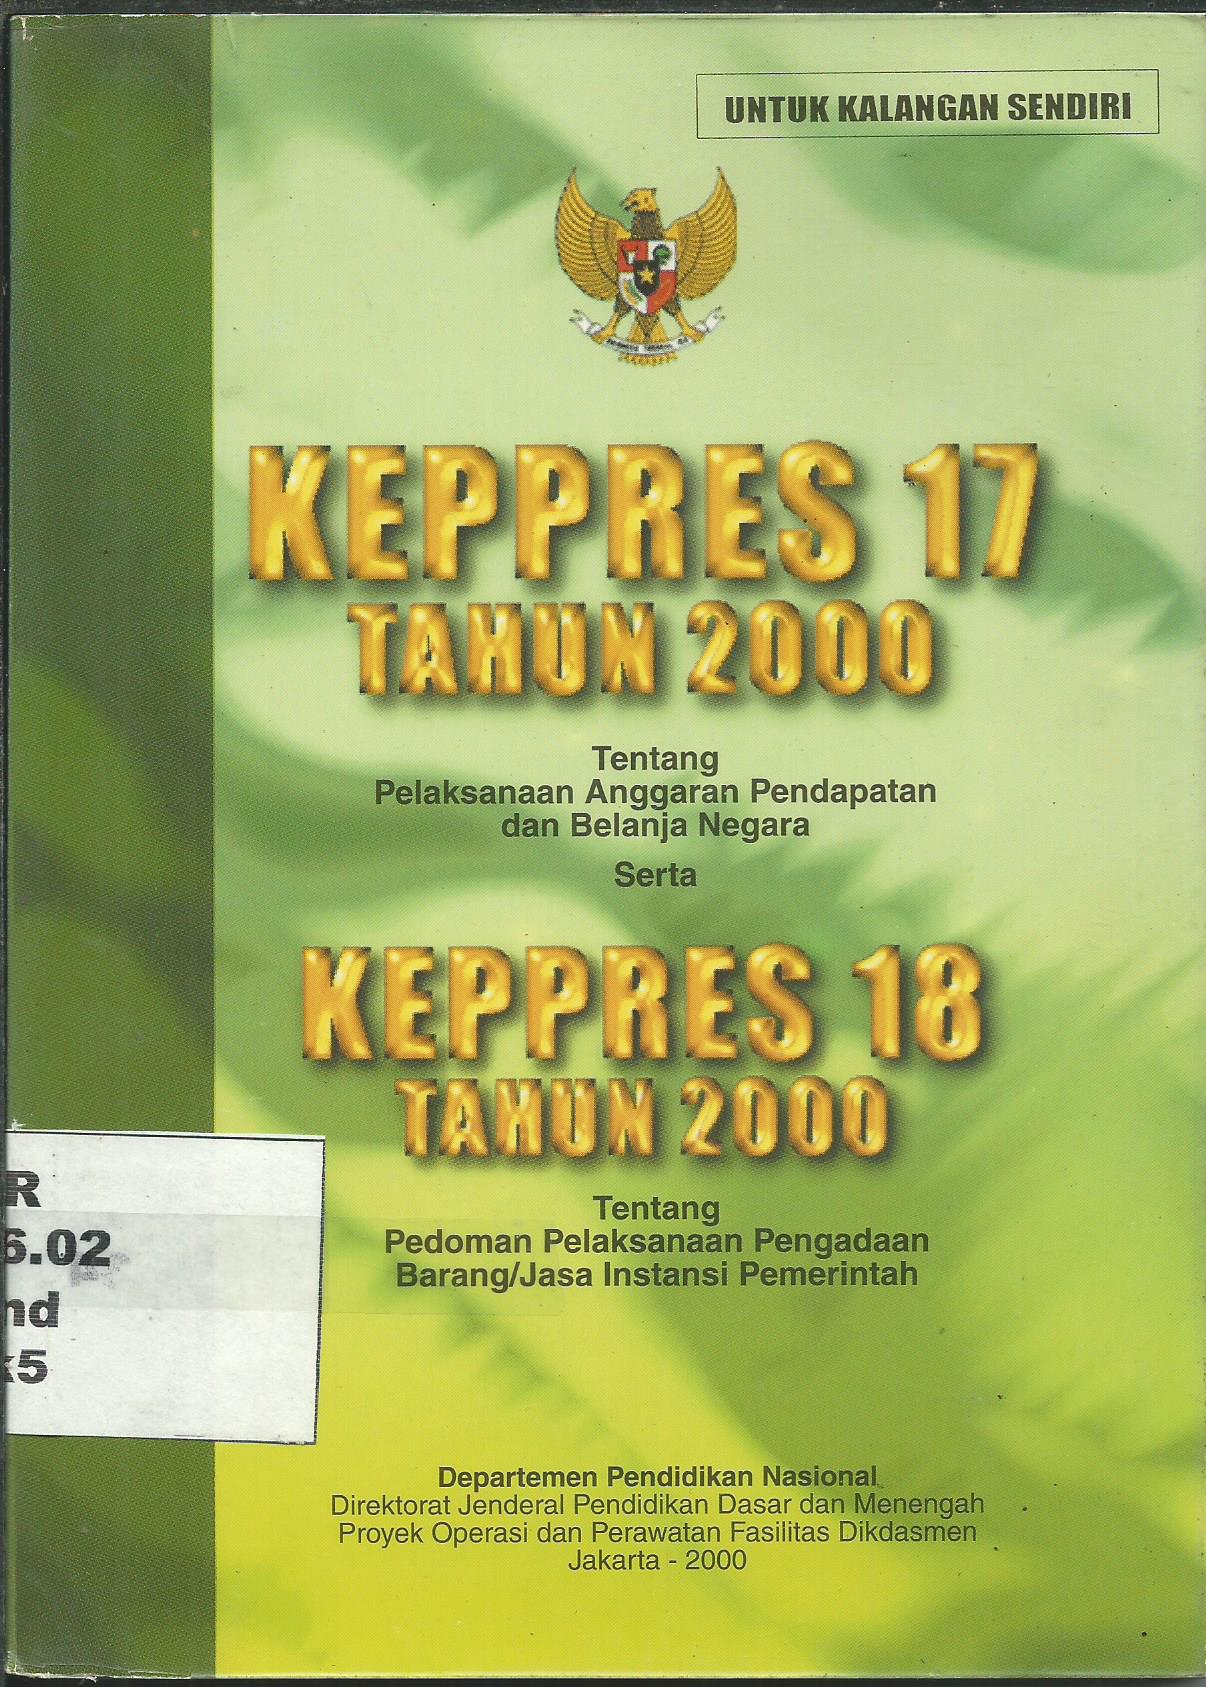 UNTUK KALANGAN SENDIRI
KEPPRES 17
TAHUN 2000
Tentang
Pelaksanaan Anggaran Pendapatan
dan Belanja Negara
Serta
KEPPRES 18
TAHUN 2000
Tentang
Pedoman Pelaksanaan Pengadaan
Barang/Jasa Instansi Pemerintah
R
6.02
nd
5
Departemen Pendidikan Nasional
Direktorat Jenderal Pendidikan Dasar dan Menengah
Proyek Operasi dan Perawatan Fasilitas Dikdasmen
Jakarta - 2000